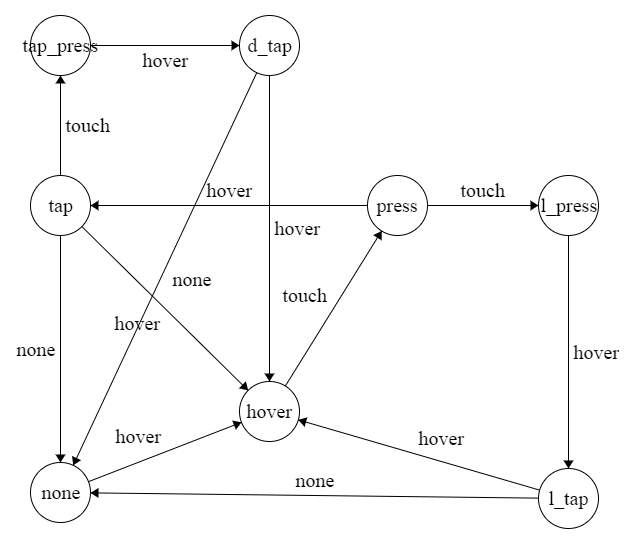 tap_press
d_tap
hover
touch
tap
hover
press
touch
l_press
hover
none
touch
hover
none
hover
hover
hover
hover
none
none
l_tap